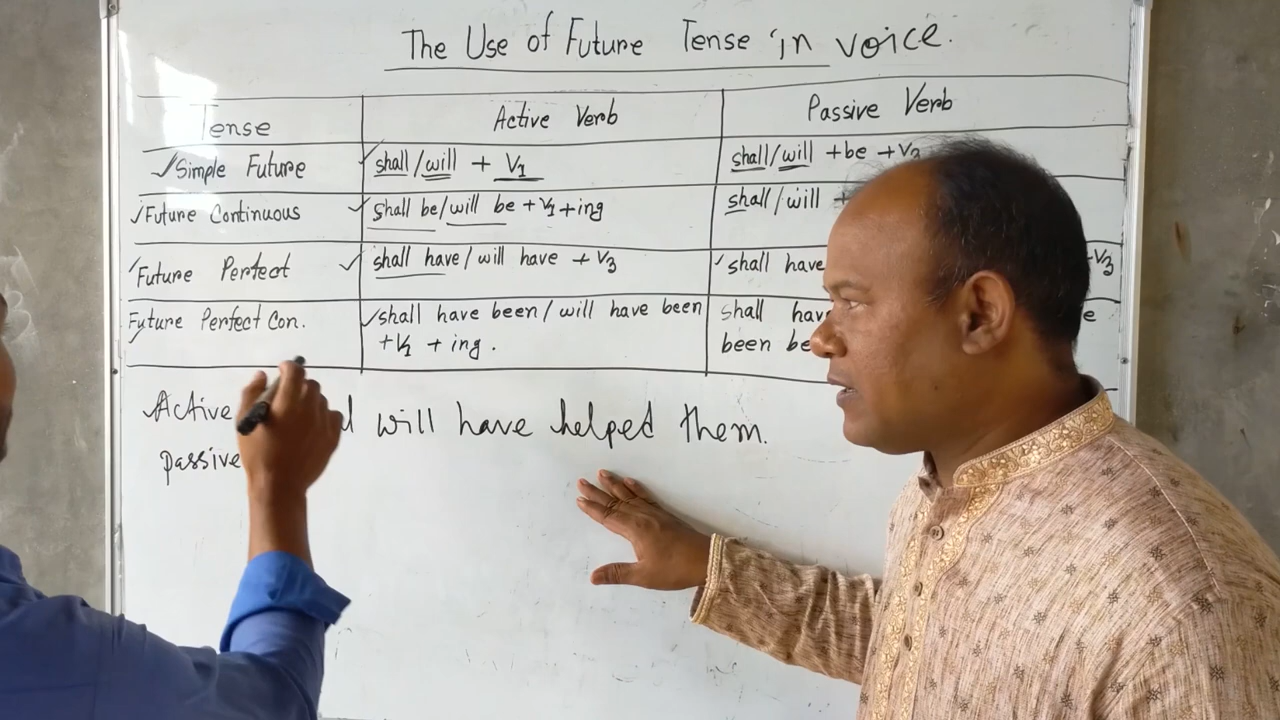 The Use of Future Tense in voice.
Tense Active Verb Passive Verb
Simple Future shall/will + V1 shall/will +be +V3
Future Continuous Shall be/will be +V1+ing shall/will +
Future Perfect shall have/will have + V3 shall have V3
Future Perfect Con. shall have been/will have been shall
+V1 + ing. been
Active will have helped them.
passive